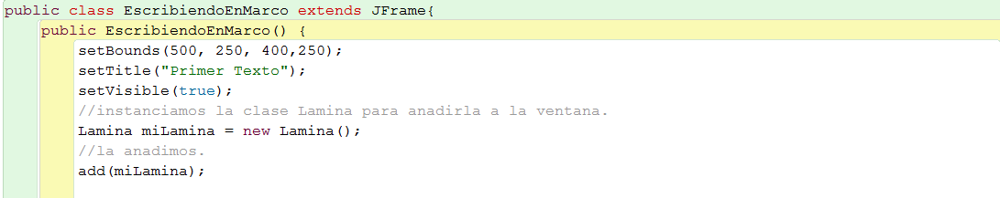 public class EscribiendoEnMarco extends JFrame{
public EscribiendoEnMarco() {
setBounds(500, 250, 400,250);
setTitle("Primer Texto");
setVisible(true);
//instanciamos la clase Lamina para anadirla a la ventana.
Lamina miLamina = new Lamina();
//la anadimos.
add(miLamina);